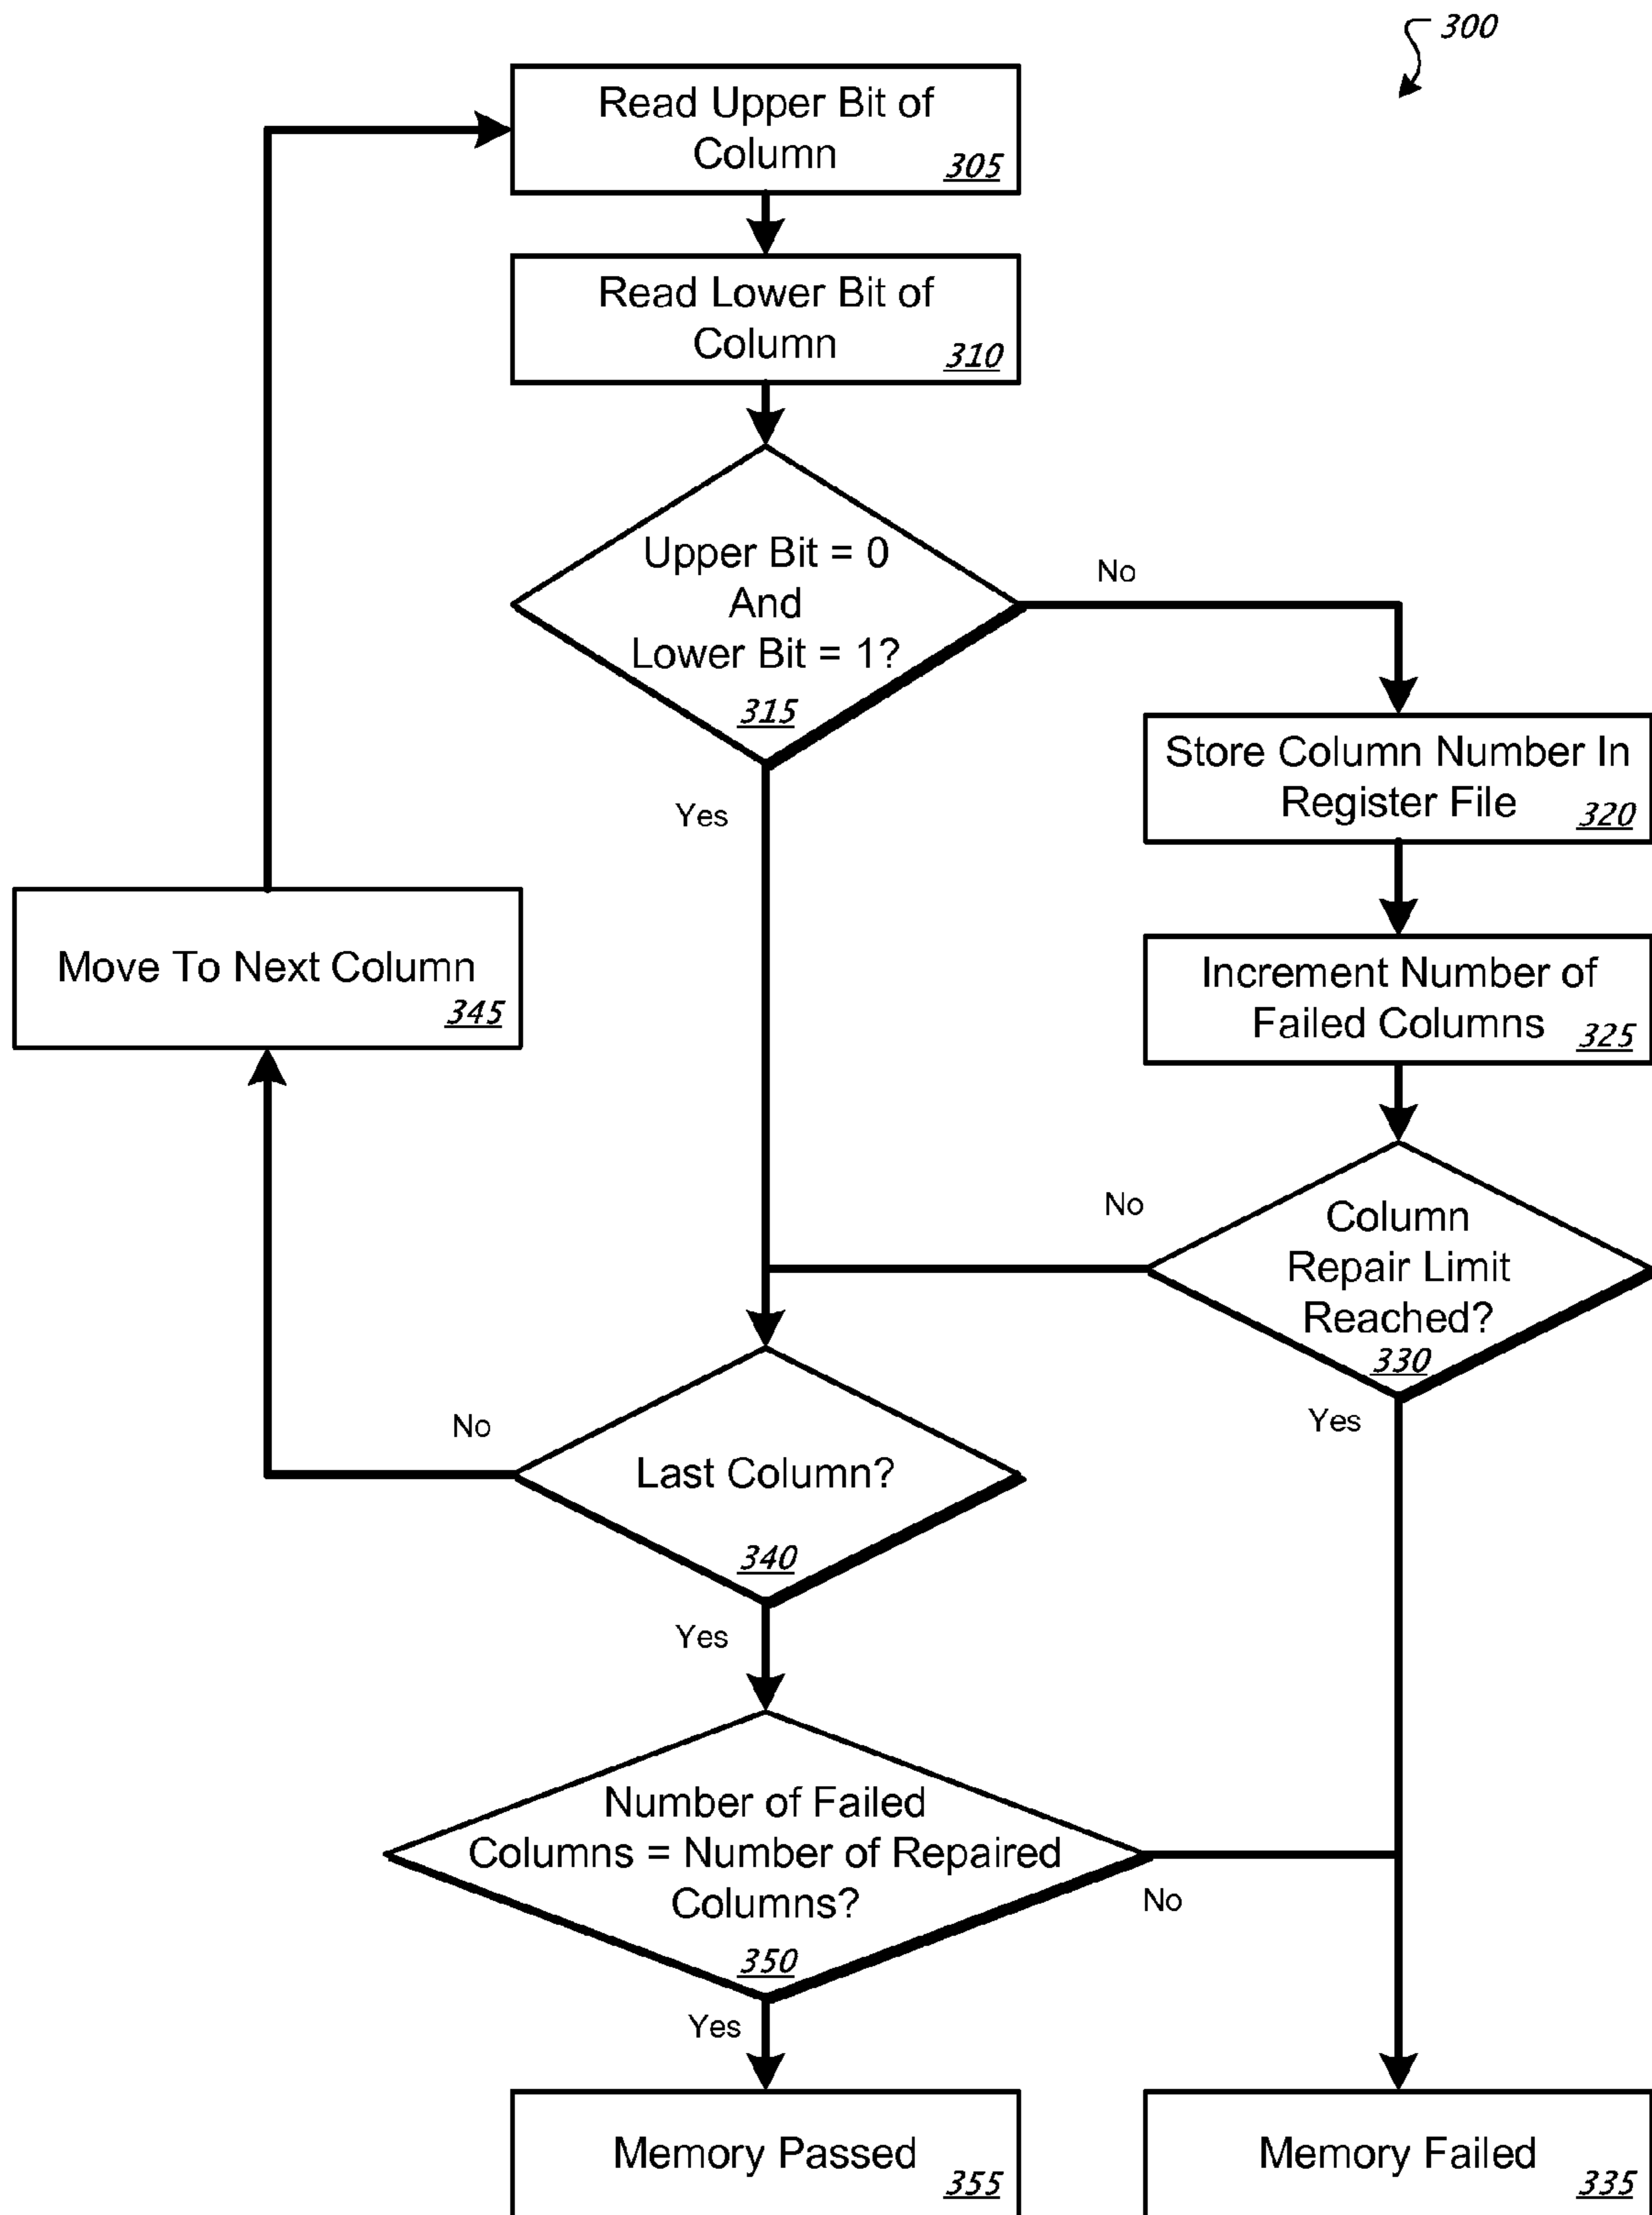 300
Read Upper Bit of
Column
305
Read Lower Bit of
Column
310
Upper Bit = 0
And
Lower Bit = 1?
315
No
Yes
Store Column Number In
Register File
320
Move To Next Column
345
Increment Number of
Failed Columns
325
No
Column
Repair Limit
Reached?
330
Yes
No
Last Column?
340
Yes
Number of Failed
Columns = Number of Repaired
Columns?
350
No
Yes
Memory Passed
355
Memory Failed
335